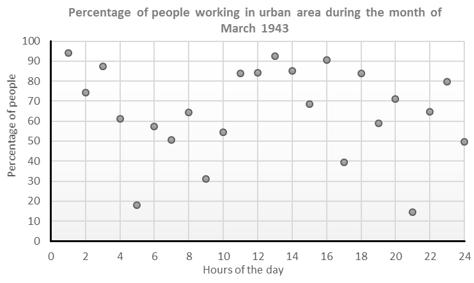 Percentage of people working in urban area during the month of
March 1943
Percentage of people
100
90
80
70
60
50
40
30
20
10
0
0 2 4 6 8 10 12 14 16 18 20 22 24
Hours of the day